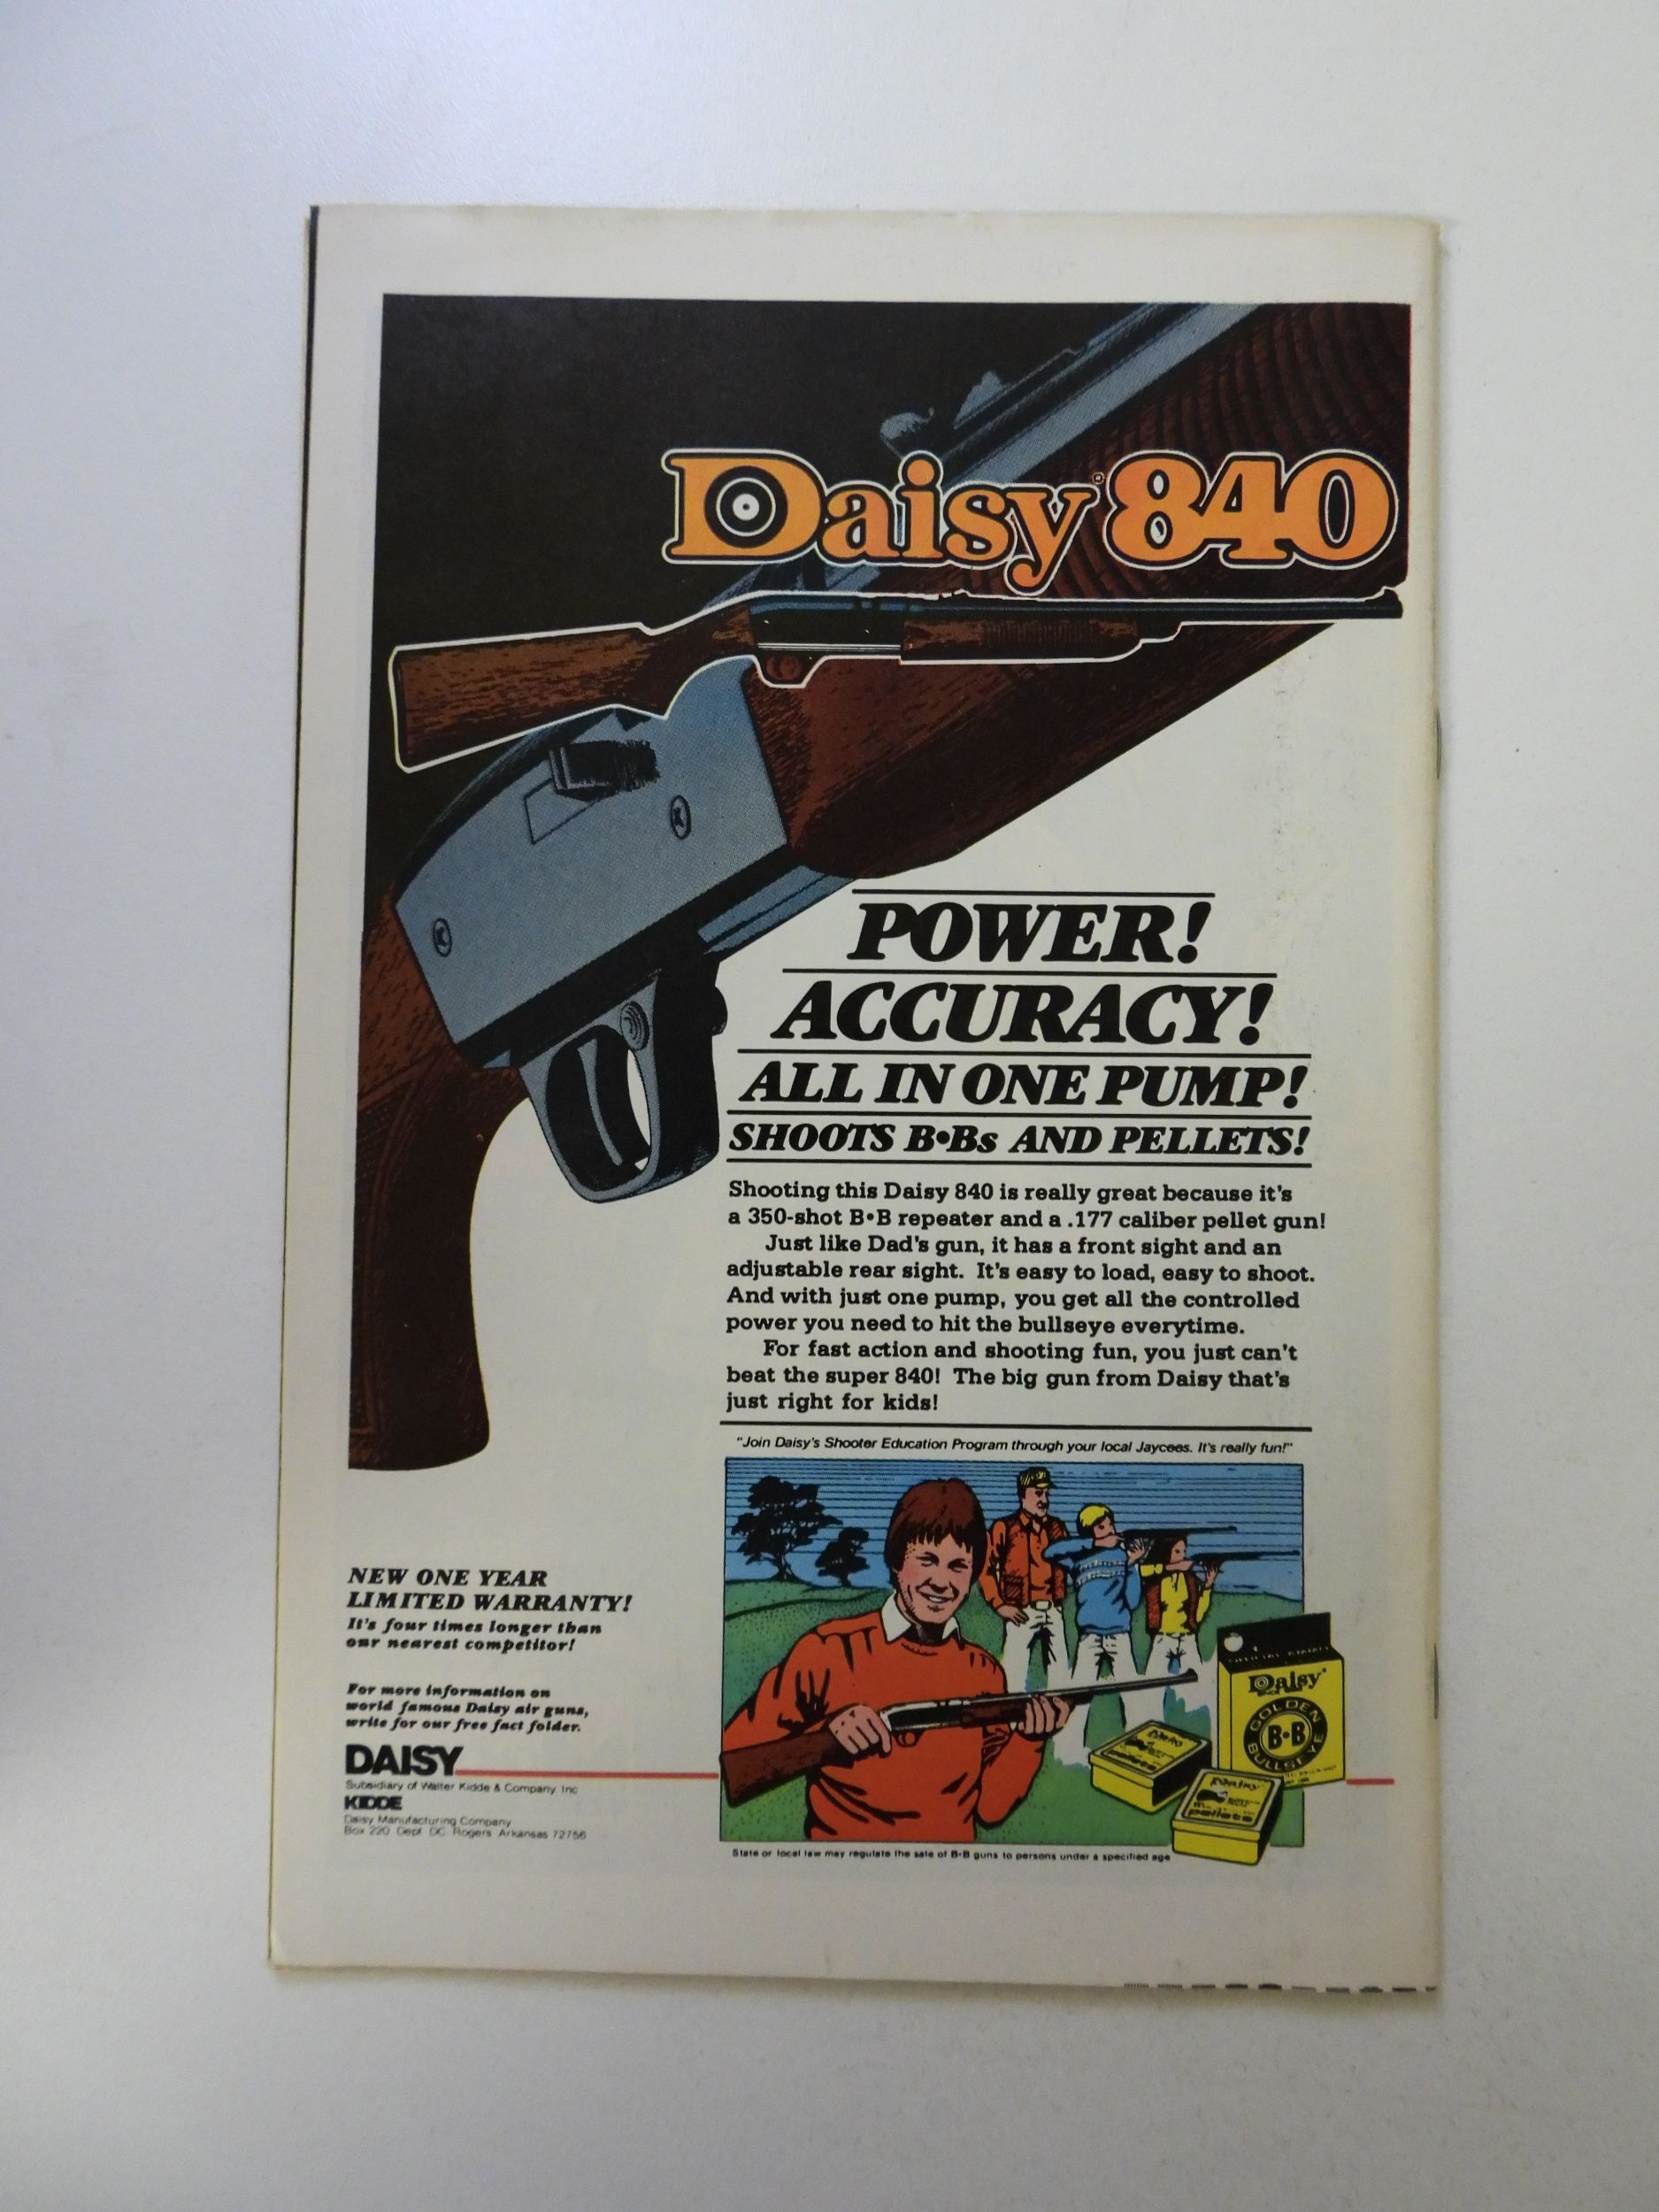 Daisy® 840
POWER!
ACCURACY!
ALL IN ONE PUMP!
SHOOTS B•Bs AND PELLETS!
Shooting this Daisy 840 is really great because it's
a 350-shot B•B repeater and a .177 caliber pellet gun!
Just like Dad's gun, it has a front sight and an
adjustable rear sight. It's easy to load, easy to shoot.
And with just one pump, you get all the controlled
power you need to hit the bullseye everytime.
For fast action and shooting fun, you just can't
beat the super 840! The big gun from Daisy that's
just right for kids!
"Join Daisy's Shooter Education Program through your local Jaycees. It's really fun!"
Daisy®
GOLDEN
B•B
BULLSEYE
pellets
Daisy
pellets
State or local law may regulate the sale of B•B guns to persons under a specified age
NEW ONE YEAR
LIMITED WARRANTY!
It's four times longer than
our nearest competitor!
For more information on
world famous Daisy air guns,
write for our free fact folder.
DAISY
Subsidiary of Walter Kidde & Company, Inc
KIDDE
Daisy Manufacturing Company
Box 220 Dept DC Rogers Arkansas 72756